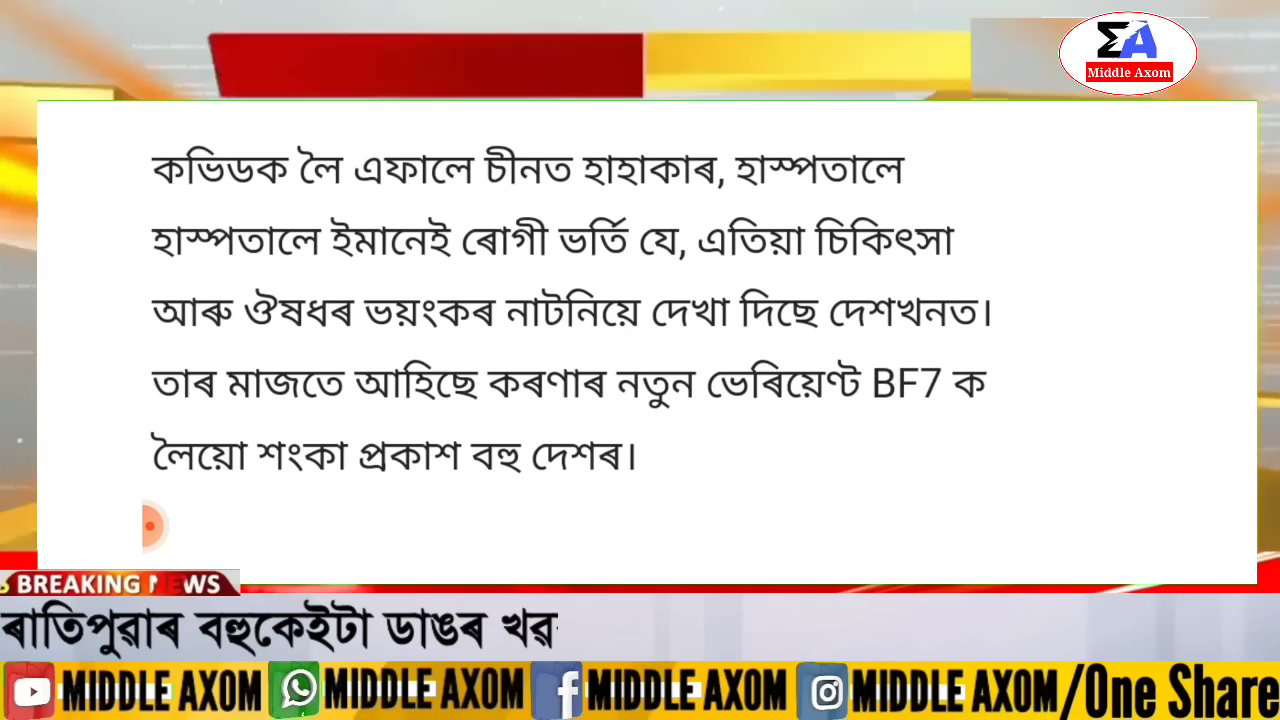 ΣA
Middle Axom
কভিডক লৈ এফালে চীনত হাহাকাৰ, হাস্পতালে
হাস্পতালে ইমানেই ৰোগী ভৰ্তি যে, এতিয়া চিকিৎসা
আৰু ঔষধৰ ভয়ংকৰ নাটনিয়ে দেখা দিছে দেশখনত।
তাৰ মাজতে আহিছে কৰণাৰ নতুন ভেৰিয়েণ্ট BF7 ক
লৈয়ো শংকা প্ৰকাশ বহু দেশৰ।
BREAKING NEWS
ৰাতিপুৱাৰ বহুকেইটা ডাঙৰ
MIDDLE AXOM MIDDLE AXOM MIDDLE AXOM MIDDLE AXOM/One Share